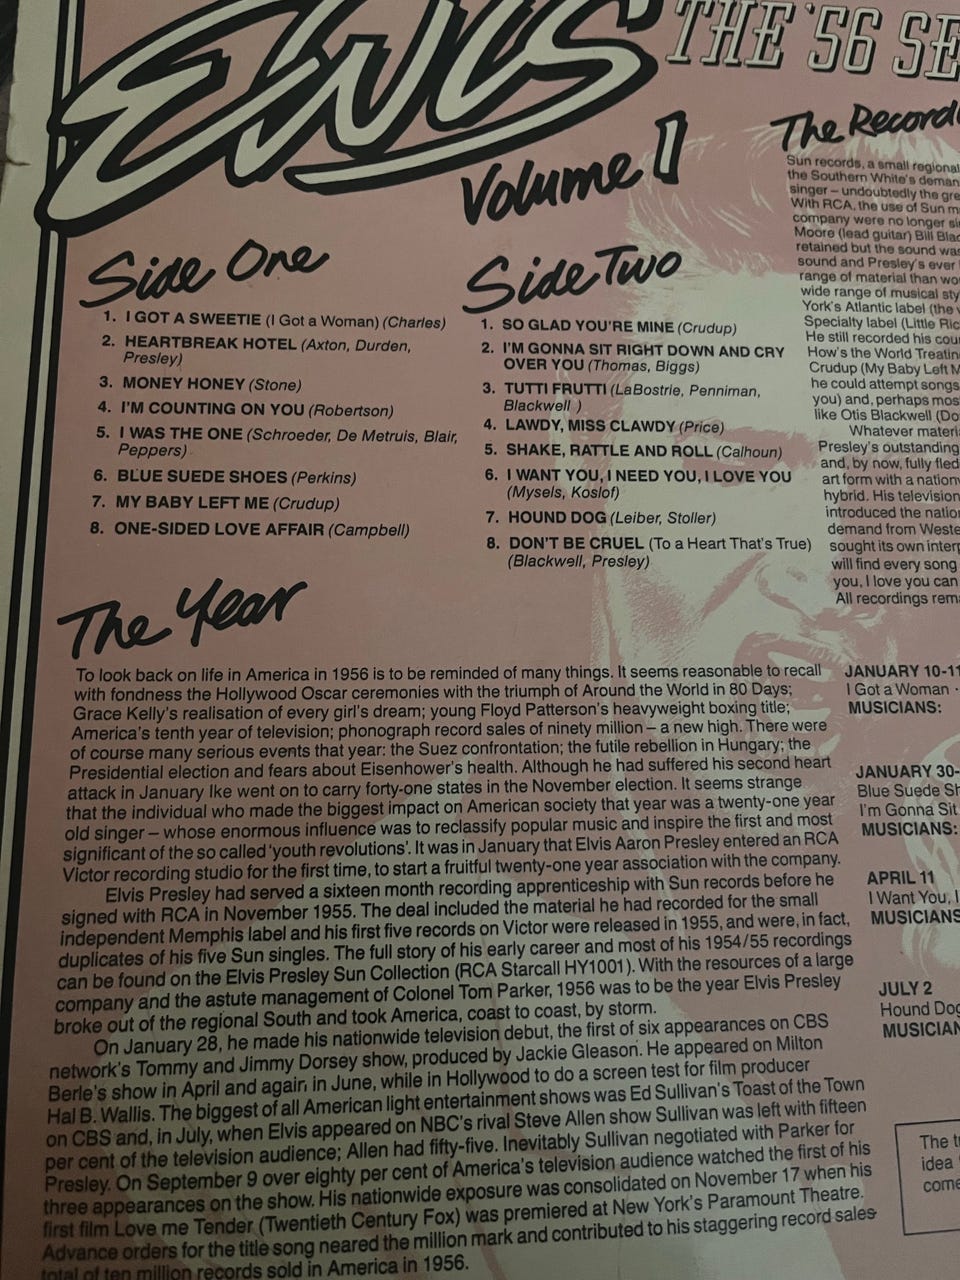 ELVIS
THE '56 SE
Volume 1
Side One
1. I GOT A SWEETIE (I Got a Woman) (Charles)
2. HEARTBREAK HOTEL (Axton, Durden,
Presley)
3. MONEY HONEY (Stone)
4. I'M COUNTING ON YOU (Robertson)
5. I WAS THE ONE (Schroeder, De Metruis, Blair,
Peppers)
6. BLUE SUEDE SHOES (Perkins)
7. MY BABY LEFT ME (Crudup)
8. ONE-SIDED LOVE AFFAIR (Campbell)
Side Two
1. SO GLAD YOU'RE MINE (Crudup)
2. I'M GONNA SIT RIGHT DOWN AND CRY
OVER YOU (Thomas, Biggs)
3. TUTTI FRUTTI (LaBostrie, Penniman,
Blackwell )
4. LAWDY, MISS CLAWDY (Price)
5. SHAKE, RATTLE AND ROLL (Calhoun)
6. I WANT YOU, I NEED YOU, I LOVE YOU
(Mysels, Koslof)
7. HOUND DOG (Leiber, Stoller)
8. DON'T BE CRUEL (To a Heart That's True)
(Blackwell, Presley)
The Year
To look back on life in America in 1956 is to be reminded of many things. It seems reasonable to recall
with fondness the Hollywood Oscar ceremonies with the triumph of Around the World in 80 Days;
Grace Kelly's realisation of every girl's dream; young Floyd Patterson's heavyweight boxing title;
America's tenth year of television; phonograph record sales of ninety million – a new high. There were
of course many serious events that year: the Suez confrontation; the futile rebellion in Hungary; the
Presidential election and fears about Eisenhower's health. Although he had suffered his second heart
attack in January Ike went on to carry forty-one states in the November election. It seems strange
that the individual who made the biggest impact on American society that year was a twenty-one year
old singer – whose enormous influence was to reclassify popular music and inspire the first and most
significant of the so called 'youth revolutions'. It was in January that Elvis Aaron Presley entered an RCA
Victor recording studio for the first time, to start a fruitful twenty-one year association with the company.
Elvis Presley had served a sixteen month recording apprenticeship with Sun records before he
signed with RCA in November 1955. The deal included the material he had recorded for the small
independent Memphis label and his first five records on Victor were released in 1955, and were, in fact,
duplicates of his five Sun singles. The full story of his early career and most of his 1954/55 recordings
can be found on the Elvis Presley Sun Collection (RCA Starcall HY1001). With the resources of a large
company and the astute management of Colonel Tom Parker, 1956 was to be the year Elvis Presley
broke out of the regional South and took America, coast to coast, by storm.
On January 28, he made his nationwide television debut, the first of six appearances on CBS
network's Tommy and Jimmy Dorsey show, produced by Jackie Gleason. He appeared on Milton
Berle's show in April and again in June, while in Hollywood to do a screen test for film producer
Hal B. Wallis. The biggest of all American light entertainment shows was Ed Sullivan's Toast of the Town
on CBS and, in July, when Elvis appeared on NBC's rival Steve Allen show Sullivan was left with fifteen
per cent of the television audience; Allen had fifty-five. Inevitably Sullivan negotiated with Parker for
Presley. On September 9 over eighty per cent of America's television audience watched the first of his
three appearances on the show. His nationwide exposure was consolidated on November 17 when his
first film Love me Tender (Twentieth Century Fox) was premiered at New York's Paramount Theatre.
Advance orders for the title song neared the million mark and contributed to his staggering record sales-
total of ten million records sold in America in 1956.
The Record
Sun records, a small regional
the Southern White's deman
singer – undoubtedly the gre
With RCA, the use of Sun m
company were no longer si
Moore (lead guitar) Bill Blac
retained but the sound was
sound and Presley's ever
range of material than wo
wide range of musical sty
York's Atlantic label (the
Specialty label (Little Ric
He still recorded his cou
How's the World Treatin
Crudup (My Baby Left M
he could attempt songs
you) and, perhaps mos
like Otis Blackwell (Do
Whatever materi
Presley's outstanding
and, by now, fully fled
art form with a nation
hybrid. His television
introduced the natio
demand from Weste
sought its own interp
will find every song
you, I love you can
All recordings rem
JANUARY 10-11
I Got a Woman ·
MUSICIANS:
JANUARY 30-
Blue Suede Sh
I'm Gonna Sit
MUSICIANS:
APRIL 11
I Want You, I
MUSICIANS
JULY 2
Hound Dog
MUSICIAN
The t
idea
come